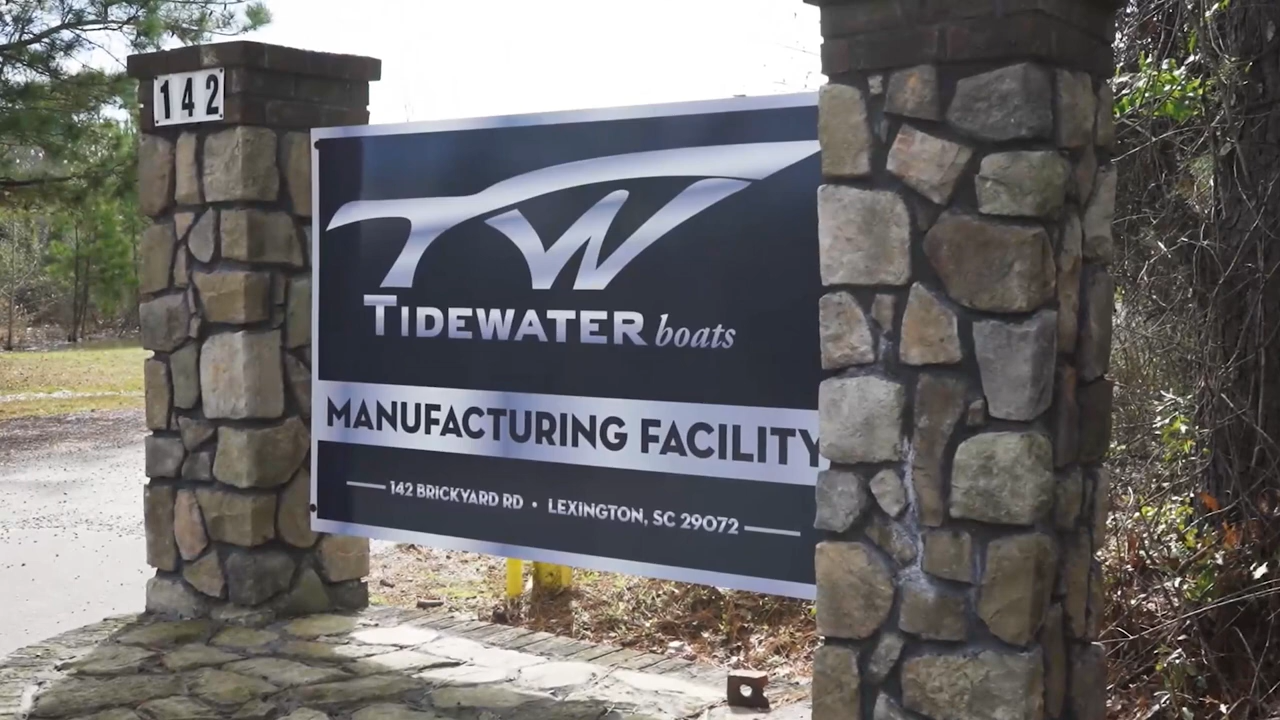 142
TW
TIDEWATER boats
MANUFACTURING FACILITY
142 BRICKYARD RD • LEXINGTON, SC 29072